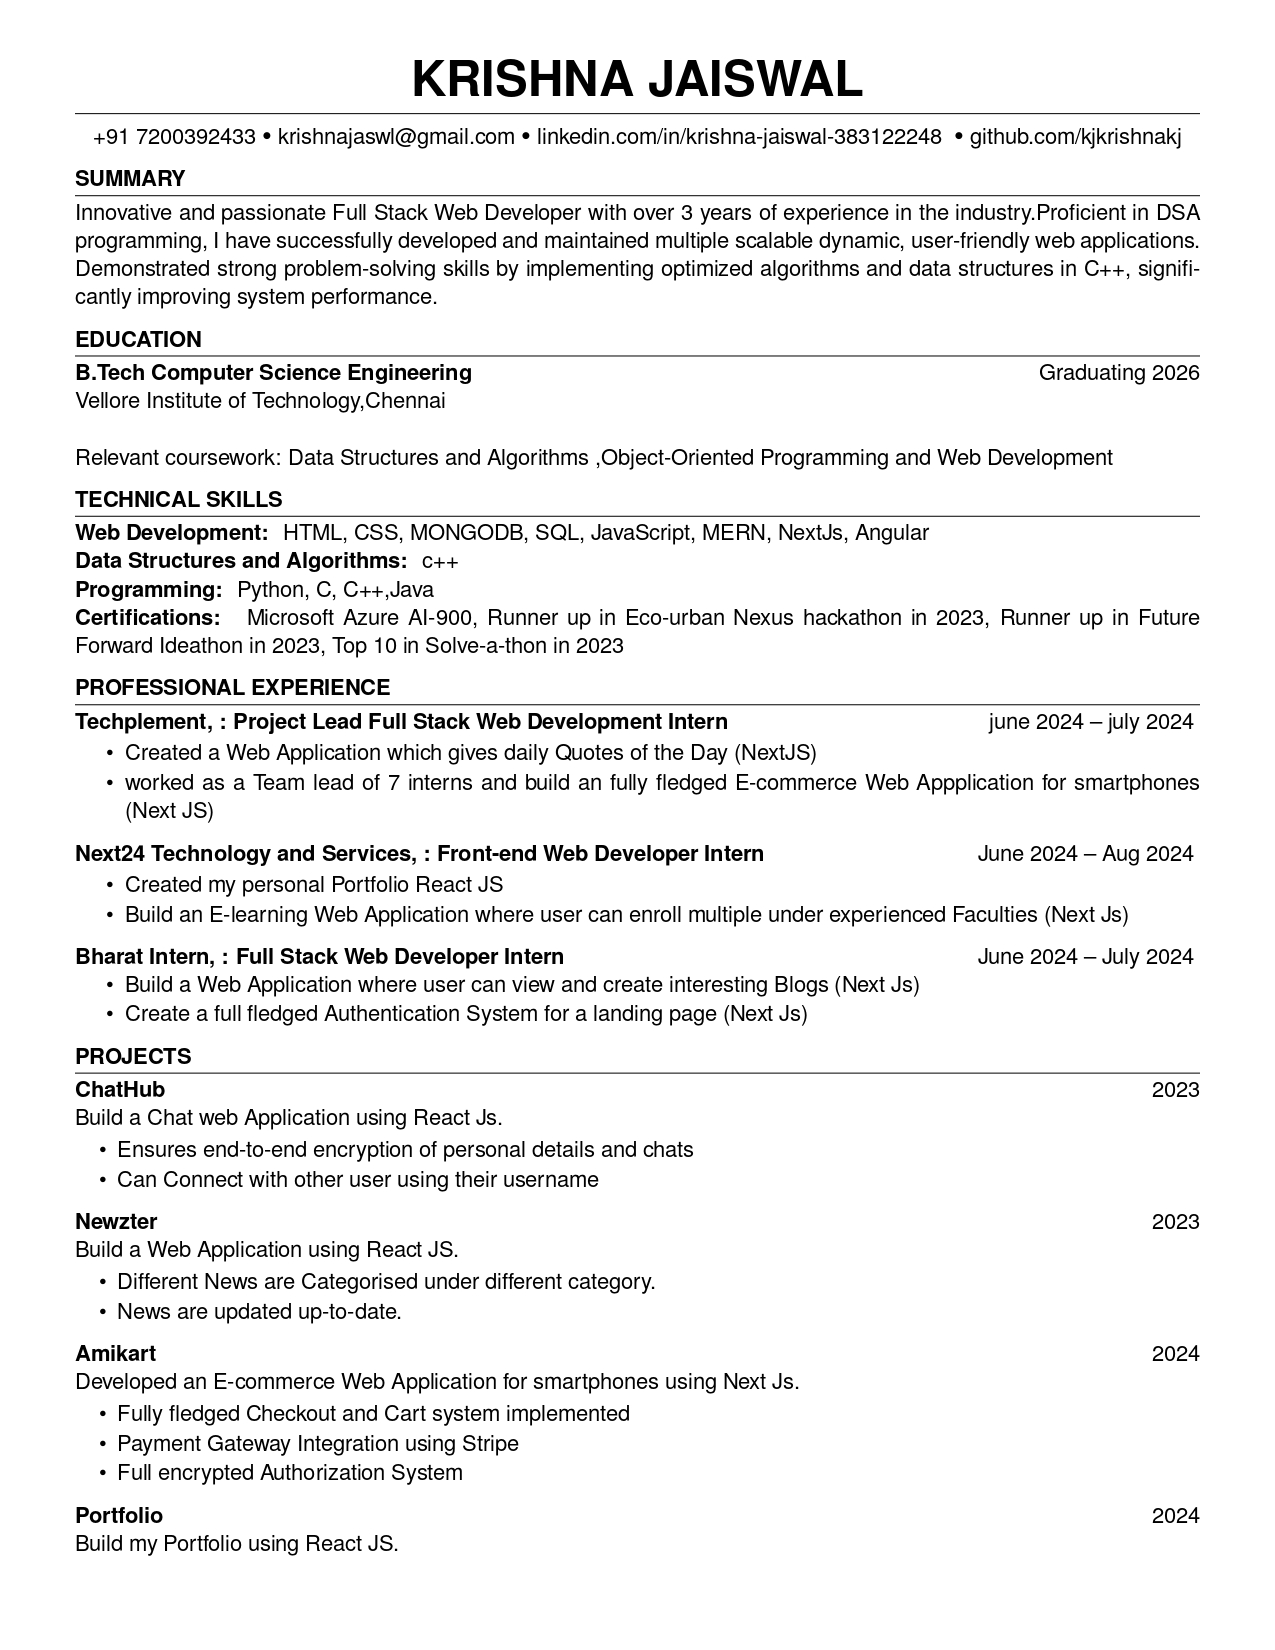 KRISHNA JAISWAL
+91 7200392433 • krishnajaswl@gmail.com • linkedin.com/in/krishna-jaiswal-383122248 • github.com/kjkrishnakj
SUMMARY
Innovative and passionate Full Stack Web Developer with over 3 years of experience in the industry.Proficient in DSA
programming, I have successfully developed and maintained multiple scalable dynamic, user-friendly web applications.
Demonstrated strong problem-solving skills by implementing optimized algorithms and data structures in C++, signifi-
cantly improving system performance.
EDUCATION
B.Tech Computer Science Engineering Graduating 2026
Vellore Institute of Technology,Chennai
Relevant coursework: Data Structures and Algorithms ,Object-Oriented Programming and Web Development
TECHNICAL SKILLS
Web Development: HTML, CSS, MONGODB, SQL, JavaScript, MERN, NextJs, Angular
Data Structures and Algorithms: c++
Programming: Python, C, C++,Java
Certifications: Microsoft Azure AI-900, Runner up in Eco-urban Nexus hackathon in 2023, Runner up in Future
Forward Ideathon in 2023, Top 10 in Solve-a-thon in 2023
PROFESSIONAL EXPERIENCE
Techplement, : Project Lead Full Stack Web Development Intern june 2024 – july 2024
• Created a Web Application which gives daily Quotes of the Day (NextJS)
• worked as a Team lead of 7 interns and build an fully fledged E-commerce Web Appplication for smartphones
(Next JS)
Next24 Technology and Services, : Front-end Web Developer Intern June 2024 – Aug 2024
• Created my personal Portfolio React JS
• Build an E-learning Web Application where user can enroll multiple under experienced Faculties (Next Js)
Bharat Intern, : Full Stack Web Developer Intern June 2024 – July 2024
• Build a Web Application where user can view and create interesting Blogs (Next Js)
• Create a full fledged Authentication System for a landing page (Next Js)
PROJECTS
ChatHub 2023
Build a Chat web Application using React Js.
• Ensures end-to-end encryption of personal details and chats
• Can Connect with other user using their username
Newzter 2023
Build a Web Application using React JS.
• Different News are Categorised under different category.
• News are updated up-to-date.
Amikart 2024
Developed an E-commerce Web Application for smartphones using Next Js.
• Fully fledged Checkout and Cart system implemented
• Payment Gateway Integration using Stripe
• Full encrypted Authorization System
Portfolio 2024
Build my Portfolio using React JS.